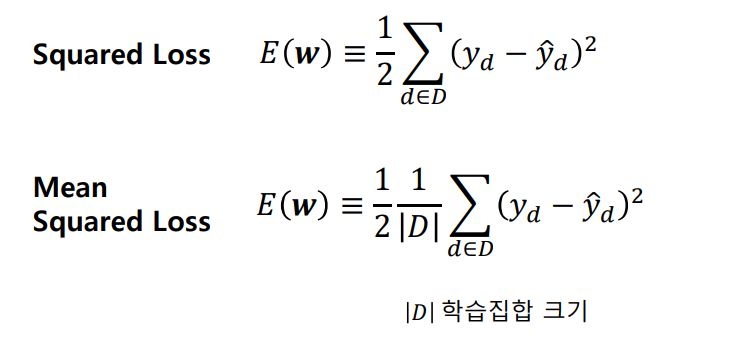 Squared Loss E(w) ≡ 1/2 ∑_{d∈D} (y_d − ŷ_d)²
Mean
Squared Loss E(w) ≡ 1/2 1/|D| ∑_{d∈D} (y_d − ŷ_d)²
|D| 학습집합 크기